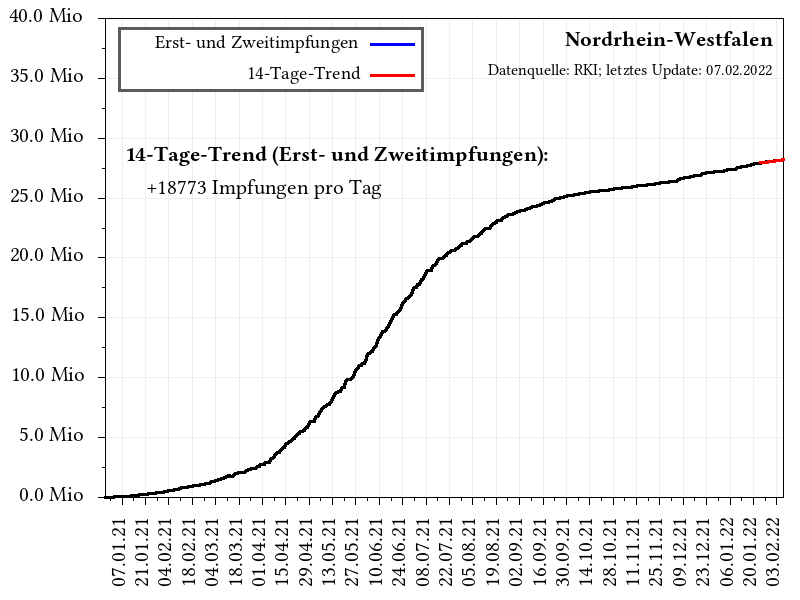 40.0 Mio
35.0 Mio
30.0 Mio
25.0 Mio
20.0 Mio
15.0 Mio
10.0 Mio
5.0 Mio
0.0 Mio
Erst- und Zweitimpfungen
14-Tage-Trend
Nordrhein-Westfalen
Datenquelle: RKI; letztes Update: 07.02.2022
14-Tage-Trend (Erst- und Zweitimpfungen):
+18773 Impfungen pro Tag
07.01.21
21.01.21
04.02.21
18.02.21
04.03.21
18.03.21
01.04.21
15.04.21
29.04.21
13.05.21
27.05.21
10.06.21
24.06.21
08.07.21
22.07.21
05.08.21
19.08.21
02.09.21
16.09.21
30.09.21
14.10.21
28.10.21
11.11.21
25.11.21
09.12.21
23.12.21
06.01.22
20.01.22
03.02.22